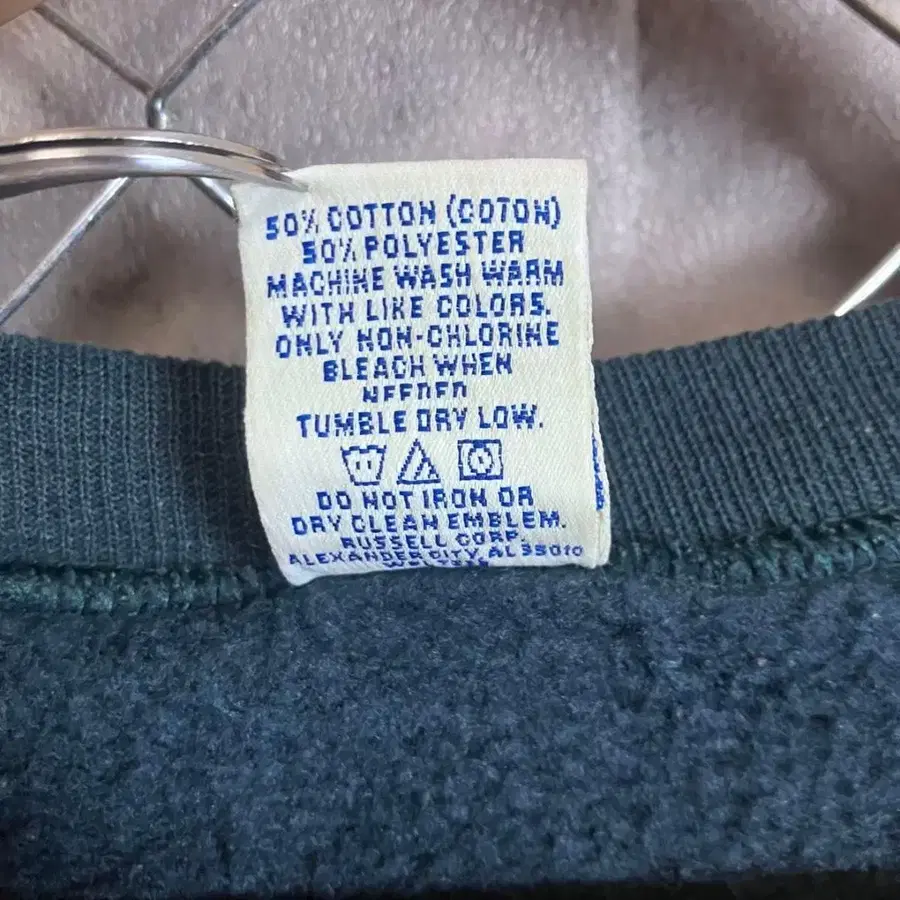 50% COTTON (COTON)
50% POLYESTER
MACHINE WASH WARM
WITH LIKE COLORS.
ONLY NON-CHLORINE
BLEACH WHEN
NEEDED
TUMBLE DRY LOW.
DO NOT IRON OR
DRY CLEAN EMBLEM.
RUSSELL CORP.
ALEXANDER CITY, AL 35010